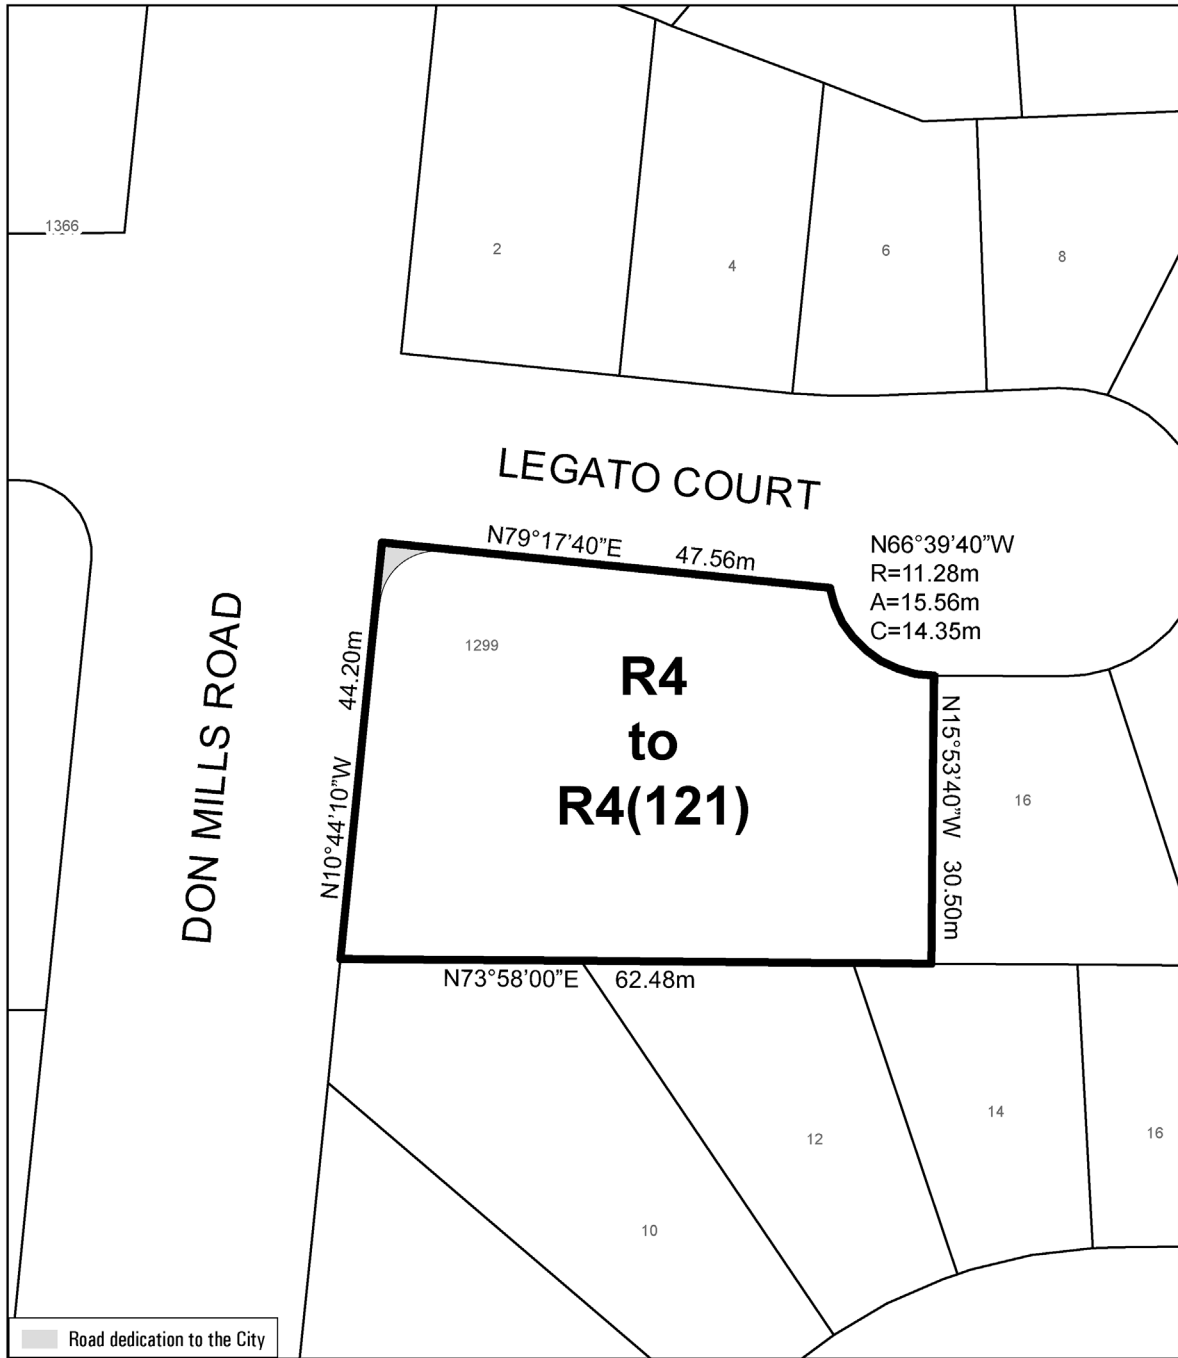 1366
2
4
6
8
LEGATO COURT
N79°17'40”E 47.56m
N66°39'40”W
R=11.28m
A=15.56m
C=14.35m
DON MILLS ROAD
N10°44'10”W 44.20m
1299
R4
to
R4(121)
N15°53'40”W 30.50m
16
N73°58'00”E 62.48m
10
12
14
16
Road dedication to the City